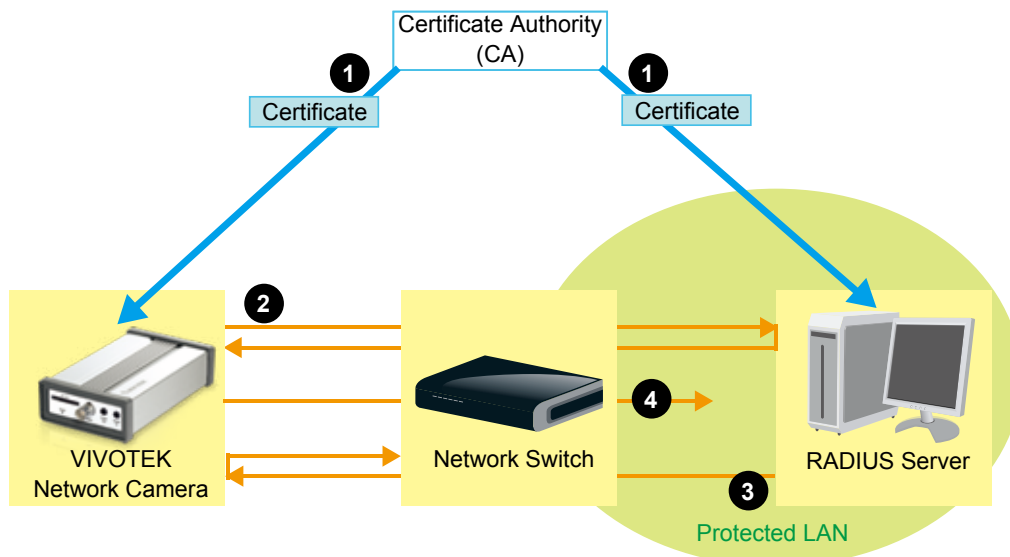 Certificate Authority
(CA)
1
1
Certificate
Certificate
2
4
VIVOTEK
Network Camera
Network Switch
RADIUS Server
3
Protected LAN